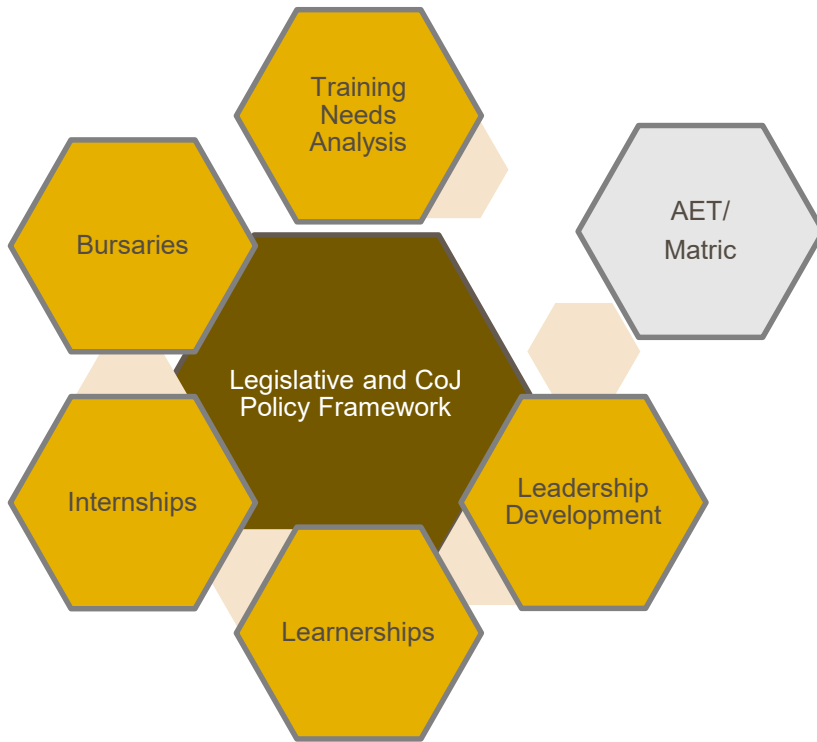 Training
Needs
Analysis
AET/
Matric
Bursaries
Legislative and CoJ
Policy Framework
Internships
Leadership
Development
Learnerships